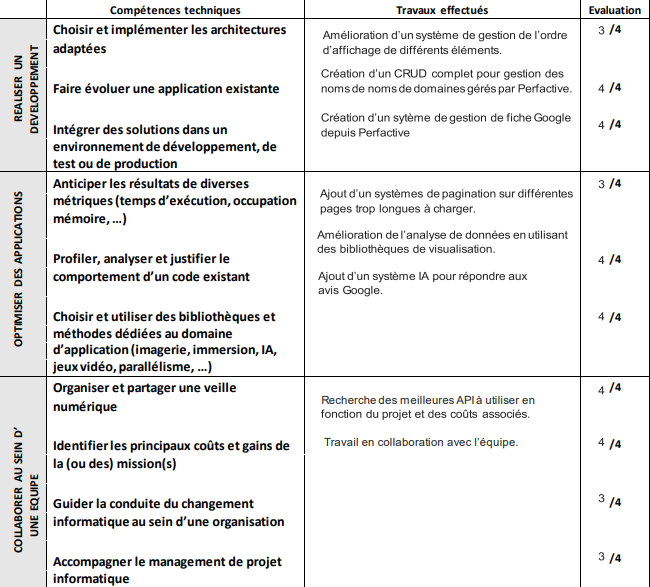 Compétences techniques
Travaux effectués
Evaluation
REALISER UN
DEVELOPPEMENT
Choisir et implémenter les architectures
adaptées
Faire évoluer une application existante
Intégrer des solutions dans un
environnement de développement, de
test ou de production
Amélioration d'un système de gestion de l'ordre
d'affichage de différents éléments.
Création d'un CRUD complet pour gestion des
noms de noms de domaines gérés par Perfactive.
Création d'un sytème de gestion de fiche Google
depuis Perfactive
3 /4
4 /4
4 /4
OPTIMISER DES APPLICATIONS
Anticiper les résultats de diverses
métriques (temps d'exécution, occupation
mémoire, …)
Profiler, analyser et justifier le
comportement d'un code existant
Choisir et utiliser des bibliothèques et
méthodes dédiées au domaine
d'application (imagerie, immersion, IA,
jeux vidéo, parallélisme, …)
Ajout d'un systèmes de pagination sur différentes
pages trop longues à charger.
Amélioration de l'analyse de données en utilisant
des bibliothèques de visualisation.
Ajout d'un système IA pour répondre aux
avis Google.
3 /4
4 /4
4 /4
COLLABORER AU SEIN D'
UNE EQUIPE
Organiser et partager une veille
numérique
Identifier les principaux coûts et gains de
la (ou des) mission(s)
Guider la conduite du changement
informatique au sein d'une organisation
Accompagner le management de projet
informatique
Recherche des meilleures API à utiliser en
fonction du projet et des coûts associés.
Travail en collaboration avec l'équipe.
4 /4
4 /4
3 /4
3 /4